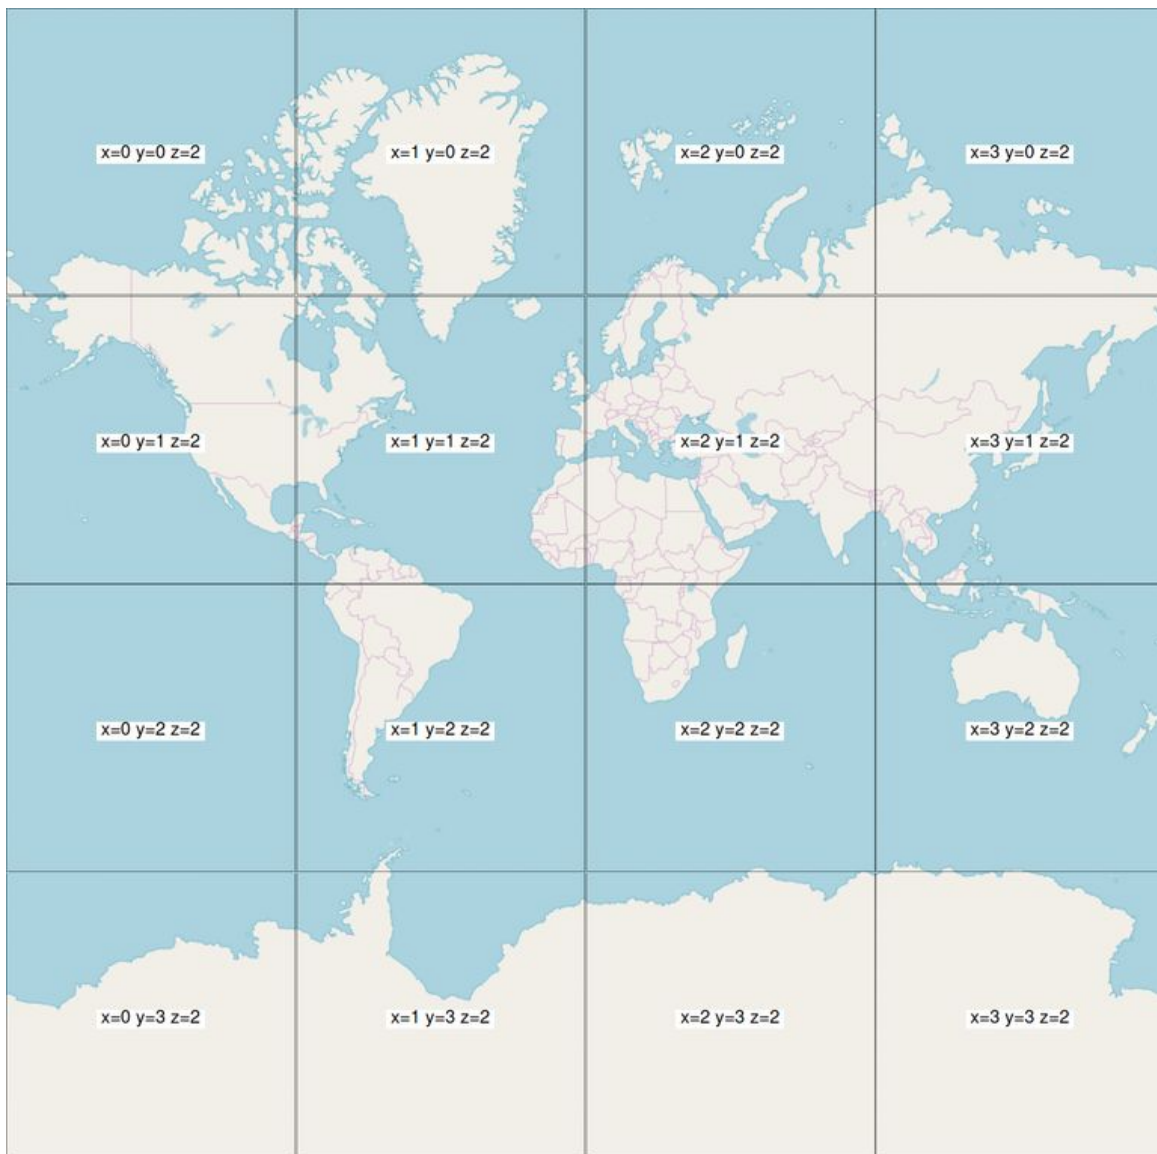 x=0 y=0 z=2
x=1 y=0 z=2
x=2 y=0 z=2
x=3 y=0 z=2
x=0 y=1 z=2
x=1 y=1 z=2
x=2 y=1 z=2
x=3 y=1 z=2
x=0 y=2 z=2
x=1 y=2 z=2
x=2 y=2 z=2
x=3 y=2 z=2
x=0 y=3 z=2
x=1 y=3 z=2
x=2 y=3 z=2
x=3 y=3 z=2